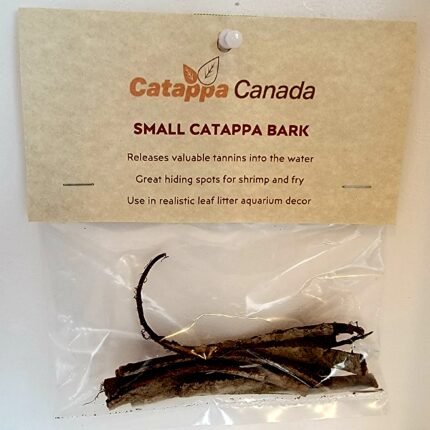 Catappa Canada
SMALL CATAPPA BARK
Releases valuable tannins into the water
Great hiding spots for shrimp and fry
Use in realistic leaf litter aquarium decor